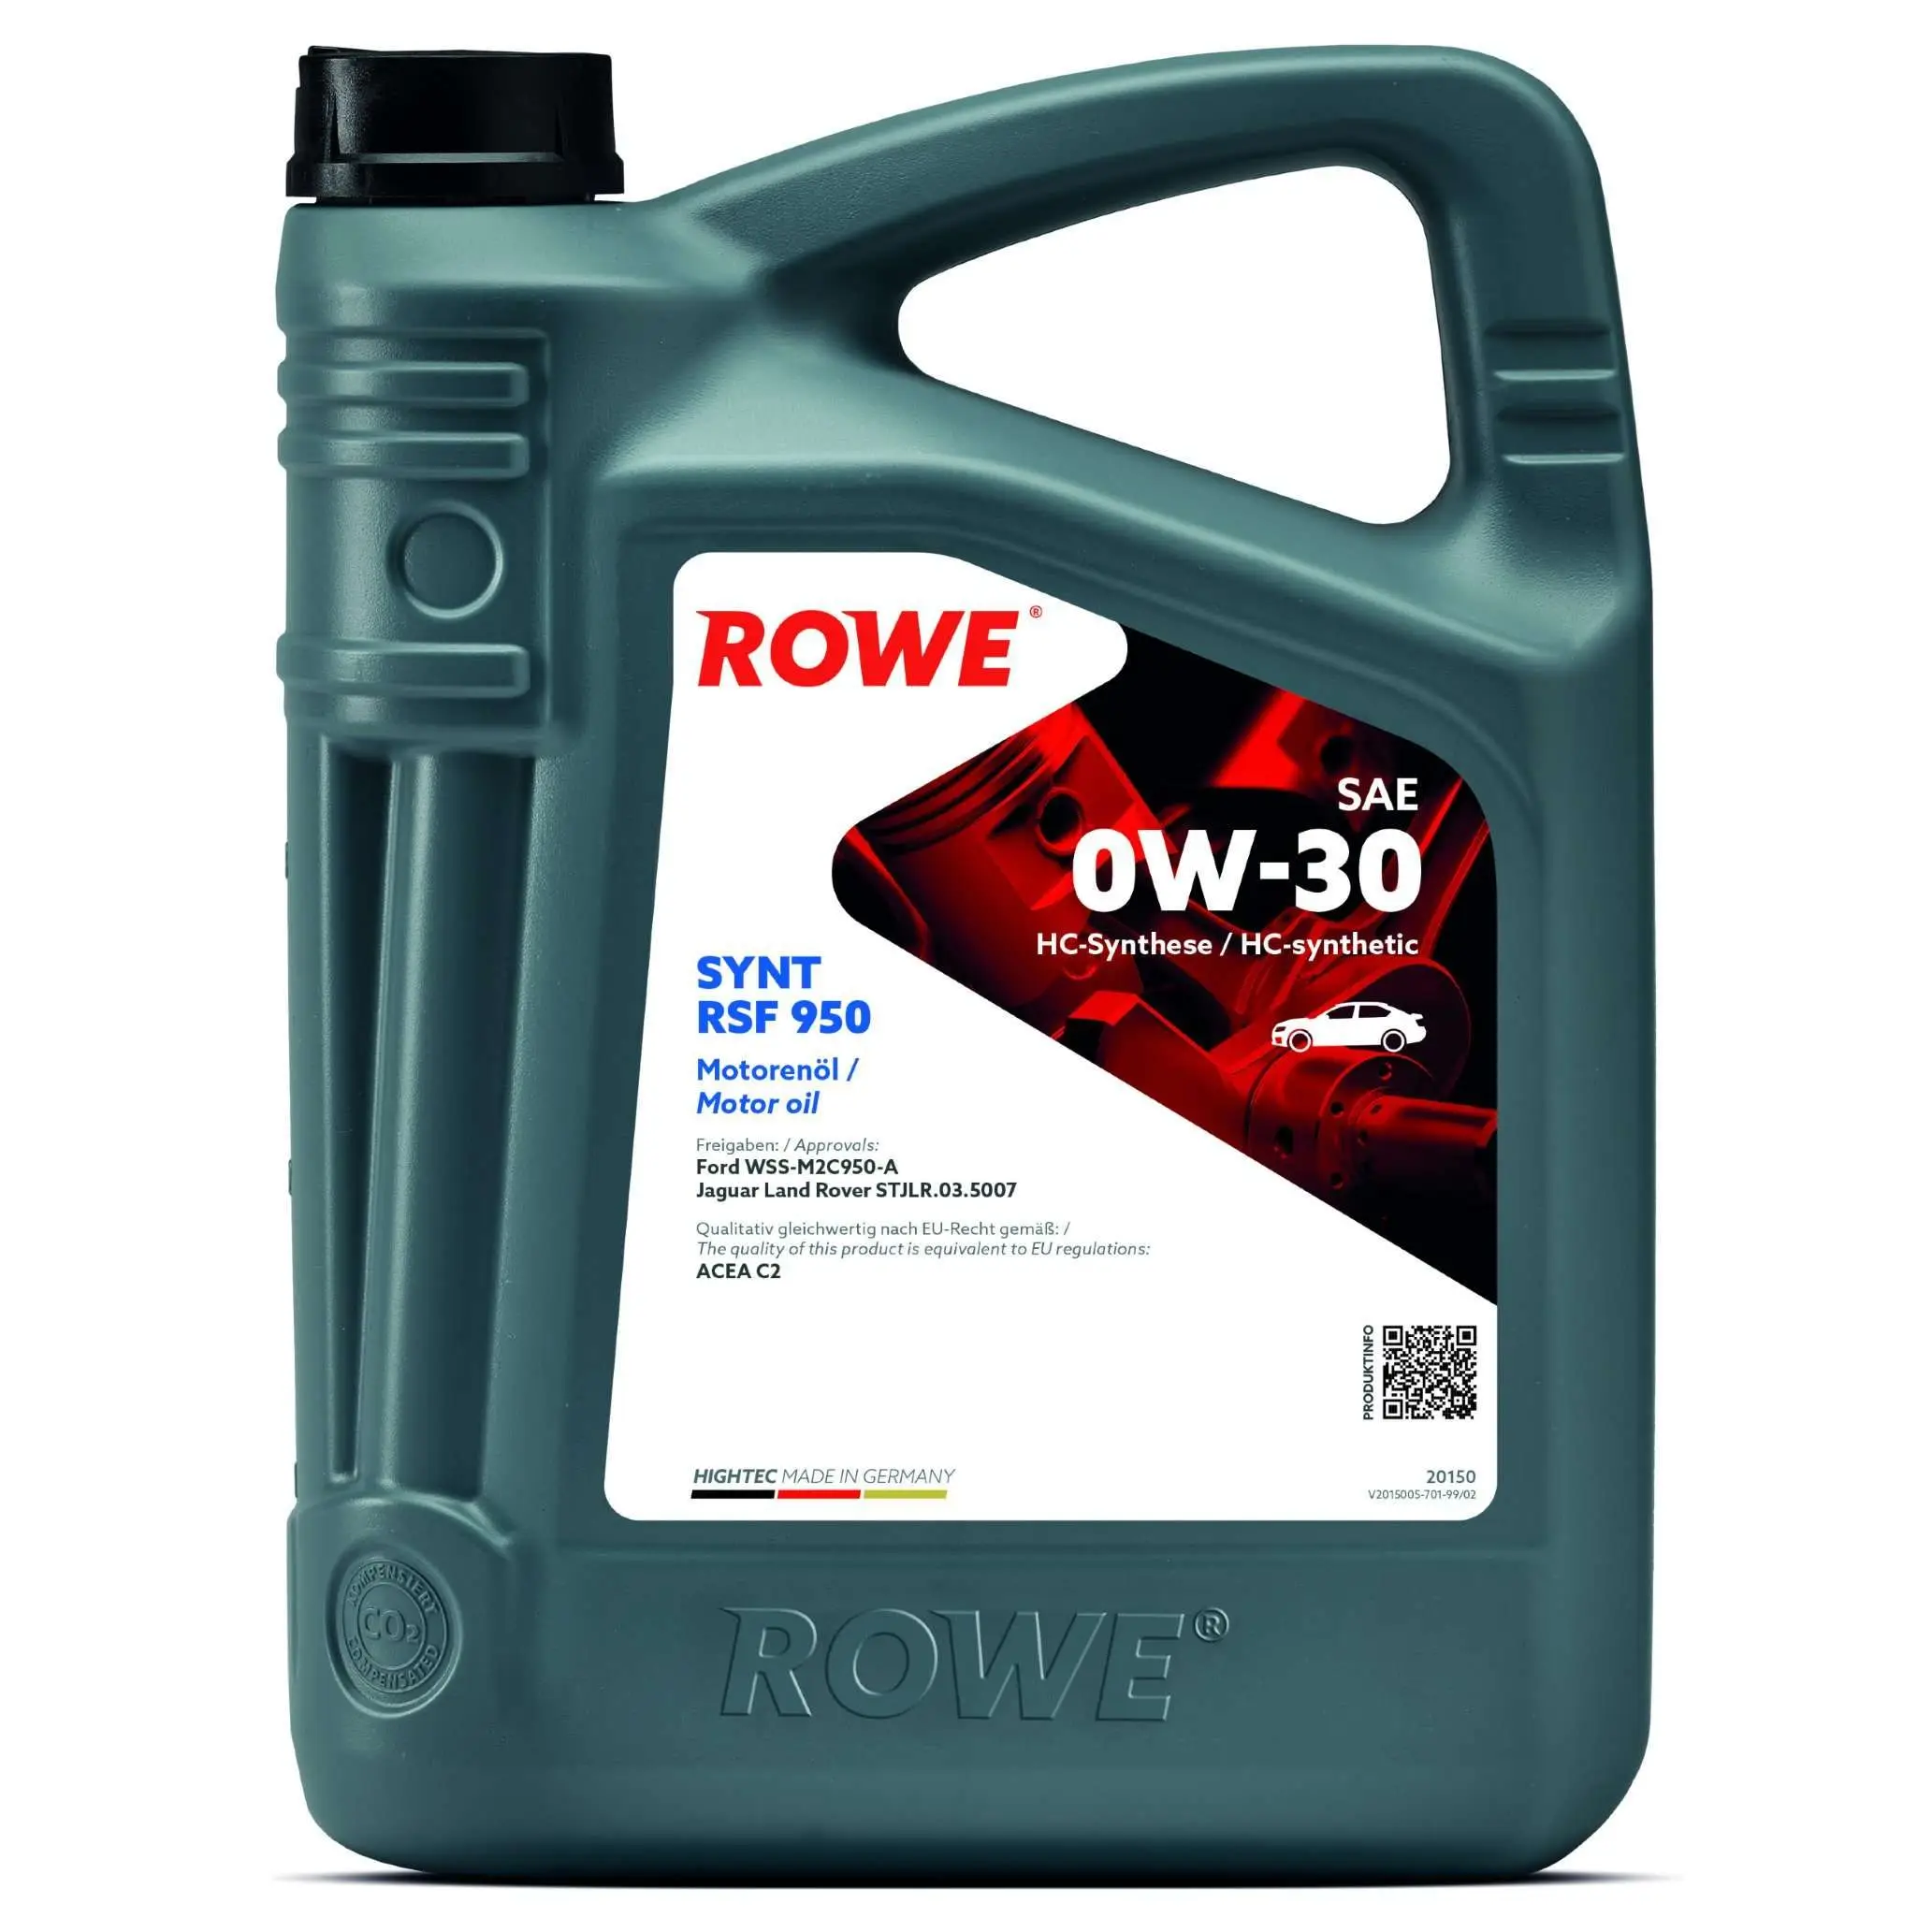 ROWE®
SAE
0W-30
HC-Synthese / HC-synthetic
SYNT
RSF 950
Motorenöl /
Motor oil
Freigaben: / Approvals:
Ford WSS-M2C950-A
Jaguar Land Rover STJLR.03.5007
Qualitativ gleichwertig nach EU-Recht gemäß: /
The quality of this product is equivalent to EU regulations:
ACEA C2
PRODUKTINFO
HIGHTEC MADE IN GERMANY
20150
V2015005-701-99/02
KOMPENSIERT
CO2
COMPENSATED
ROWE®